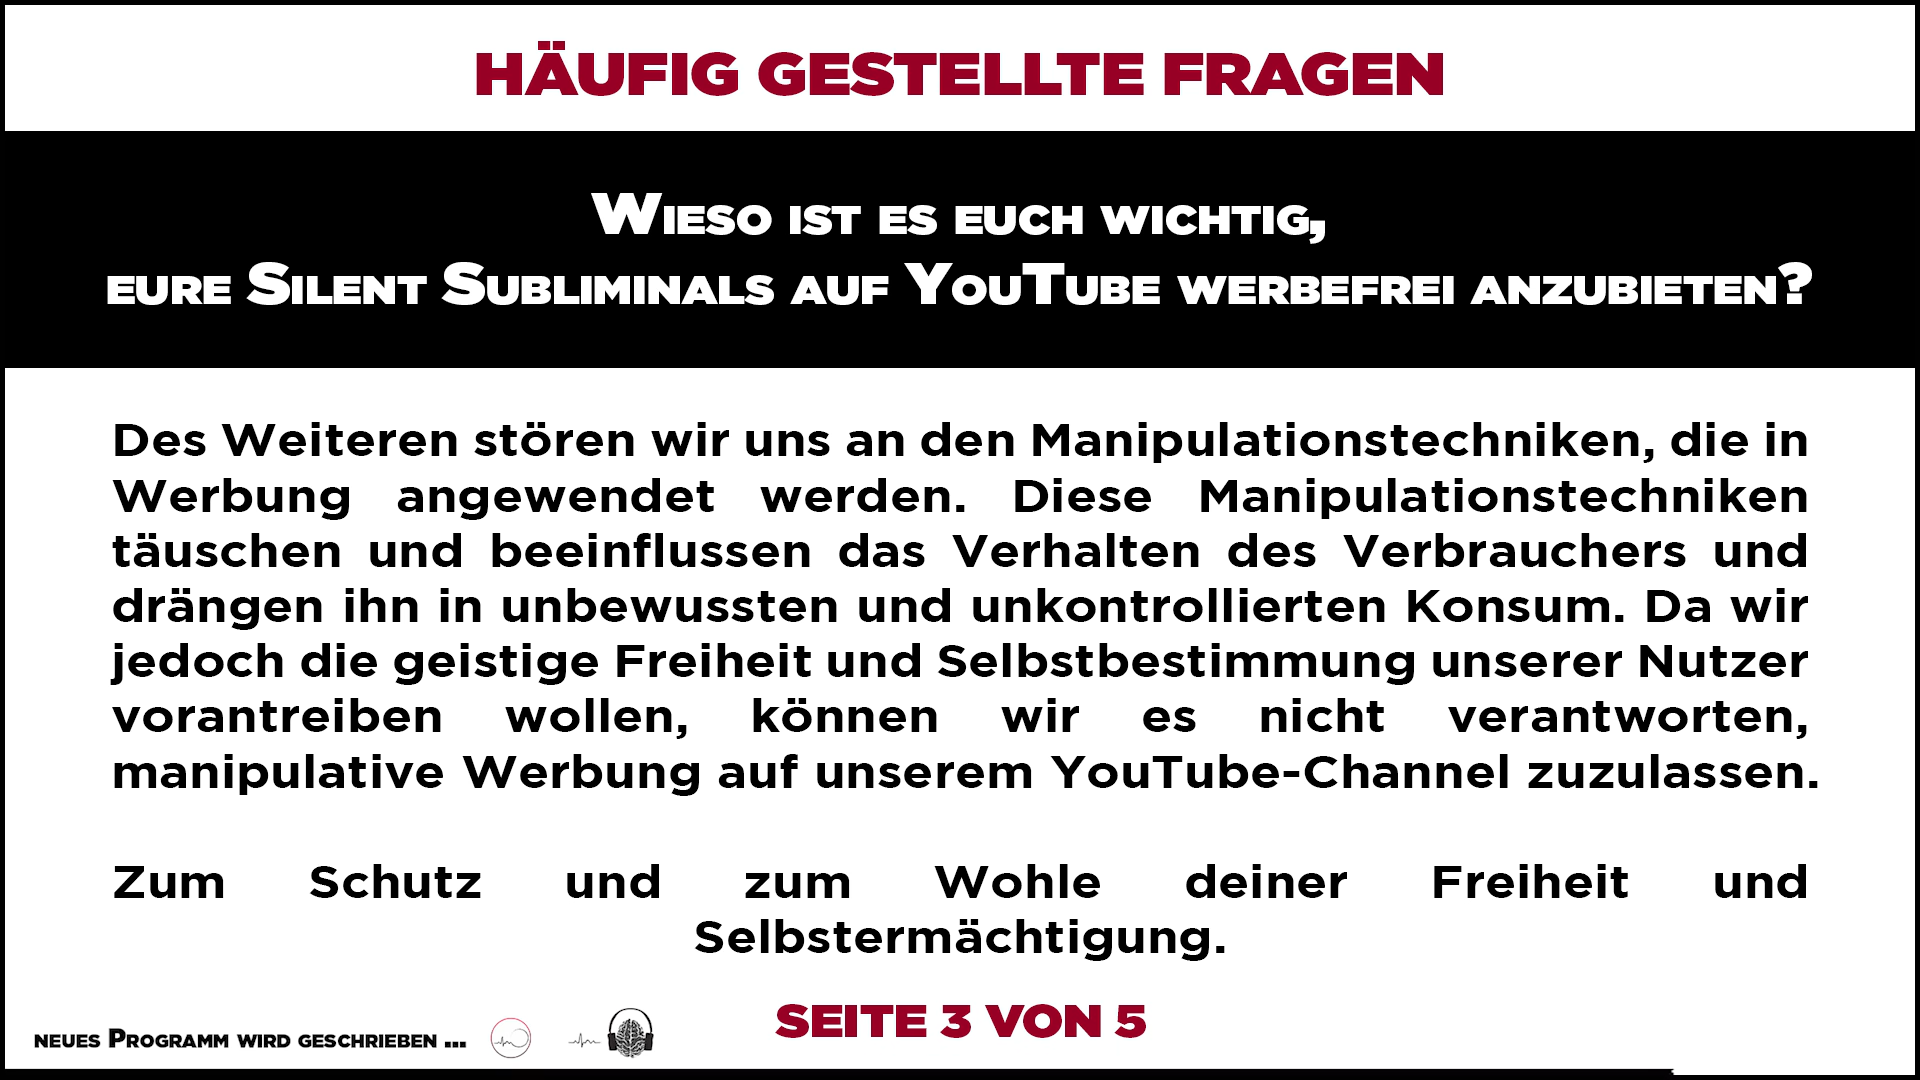 HÄUFIG GESTELLTE FRAGEN
Wieso ist es euch wichtig,
eure Silent Subliminals auf YouTube werbefrei anzubieten?
Des Weiteren stören wir uns an den Manipulationstechniken, die in
Werbung angewendet werden. Diese Manipulationstechniken
täuschen und beeinflussen das Verhalten des Verbrauchers und
drängen ihn in unbewussten und unkontrollierten Konsum. Da wir
jedoch die geistige Freiheit und Selbstbestimmung unserer Nutzer
vorantreiben wollen, können wir es nicht verantworten,
manipulative Werbung auf unserem YouTube-Channel zuzulassen.
Zum Schutz und zum Wohle deiner Freiheit und
Selbstermächtigung.
SEITE 3 VON 5
neues Programm wird geschrieben ...